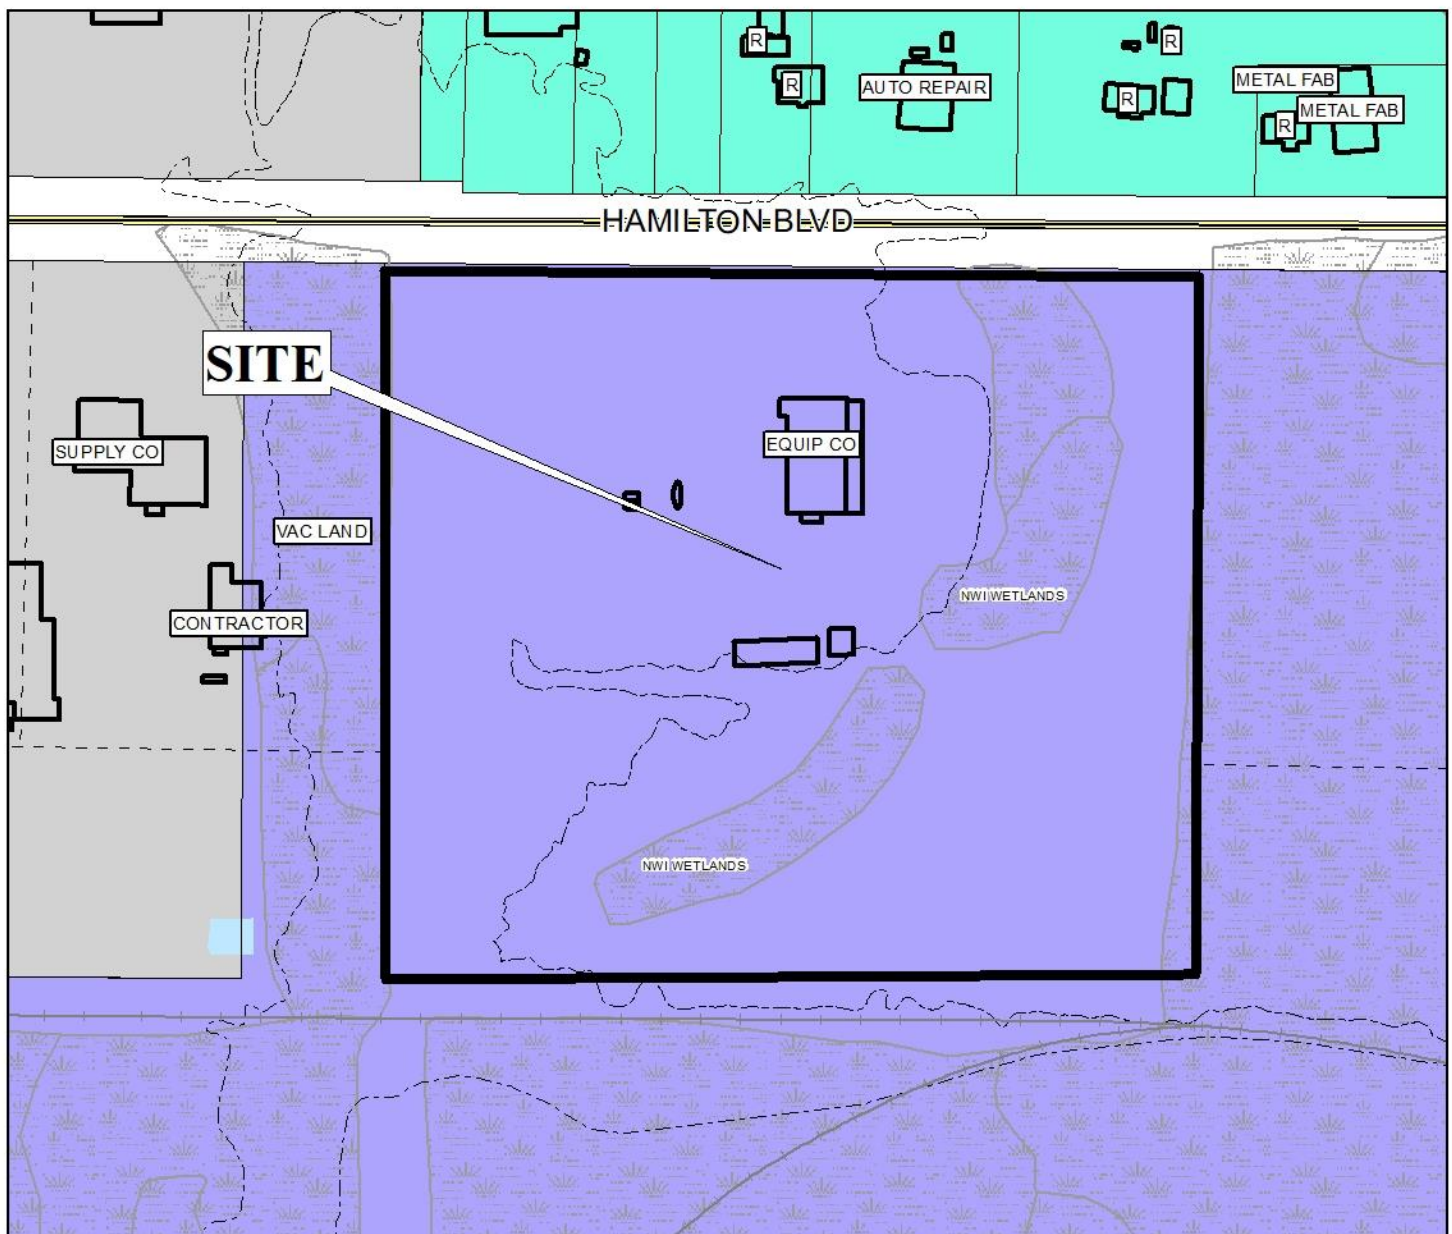 R
R
R
AUTO REPAIR
METAL FAB
R
METAL FAB
R
HAMILTON BLVD
SITE
SUPPLY CO
EQUIP CO
VAC LAND
NWI WETLANDS
CONTRACTOR
NWI WETLANDS